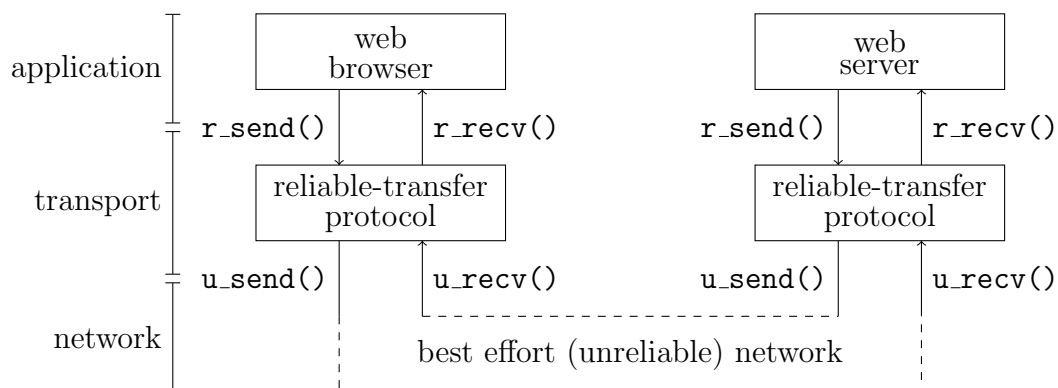 web
browser
web
server
application
r_send()
r_recv()
r_send()
r_recv()
reliable-transfer
protocol
reliable-transfer
protocol
transport
u_send()
u_recv()
u_send()
u_recv()
network
best effort (unreliable) network